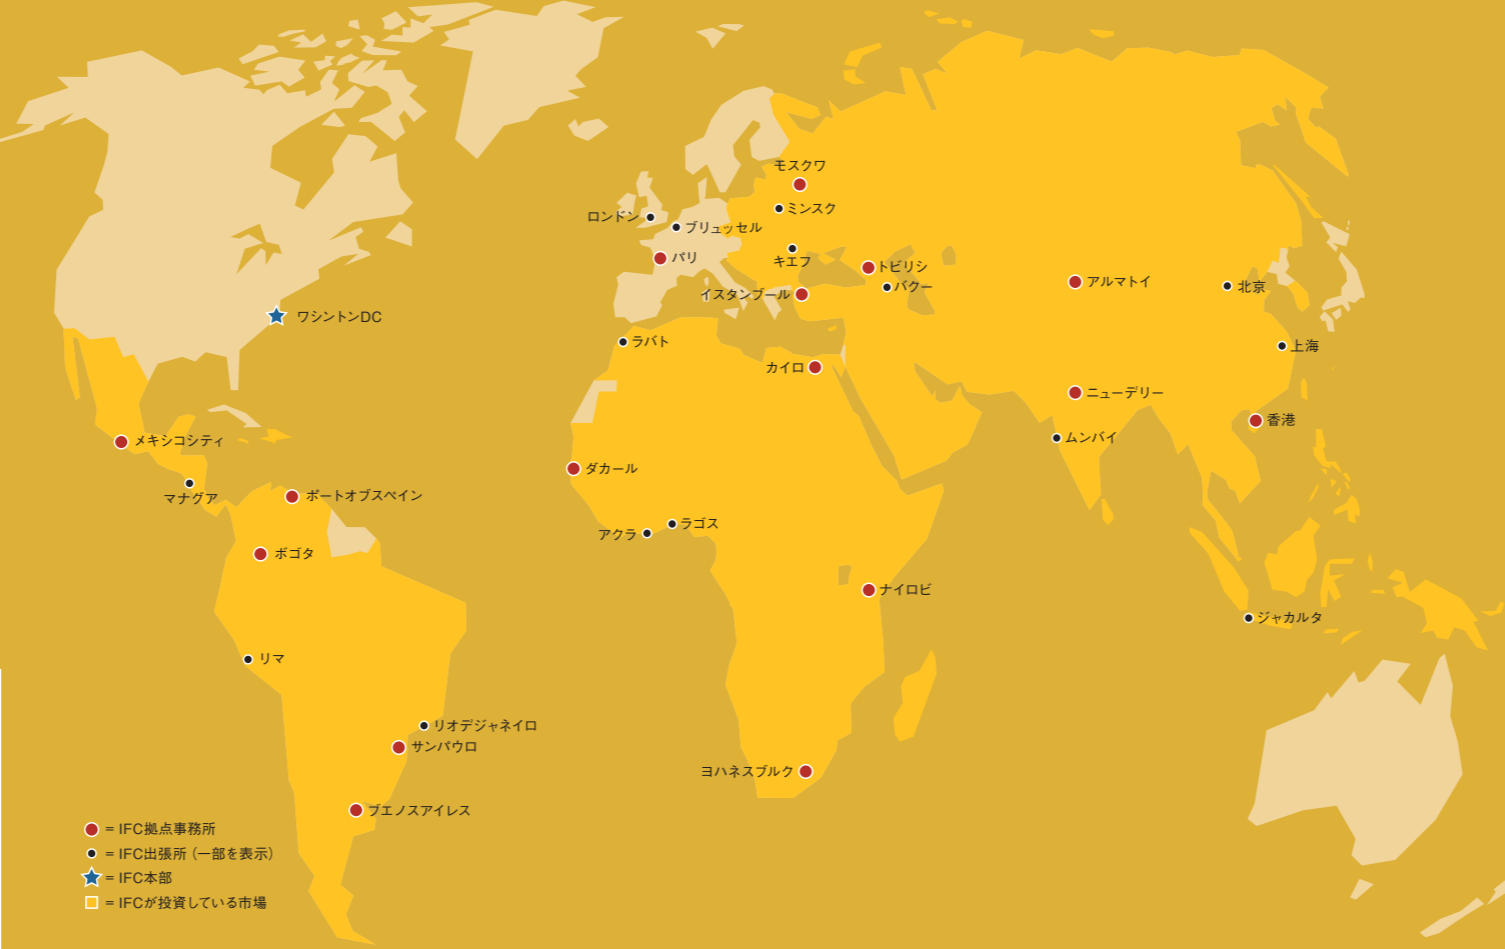 モスクワ
ミンスク
ロンドン
ブリュッセル
パリ
キエフ
トビリシ
バクー
イスタンブール
アルマトイ
北京
ワシントンDC
ラバト
カイロ
上海
ニューデリー
香港
ムンバイ
メキシコシティ
ダカール
マナグア
ポートオブスペイン
アクラ
ラゴス
ボゴタ
ナイロビ
ジャカルタ
リマ
リオデジャネイロ
サンパウロ
ヨハネスブルク
ブエノスアイレス
= IFC拠点事務所
= IFC出張所（一部を表示）
= IFC本部
= IFCが投資している市場